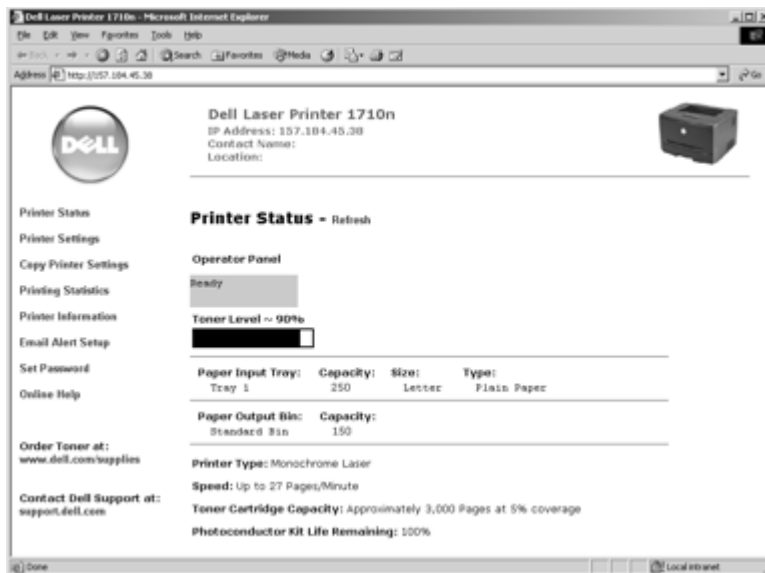 Dell Laser Printer 1710n - Microsoft Internet Explorer
File Edit View Favorites Tools Help
Back Search Favorites Media
Address http://157.184.45.38 Go
DELL
Dell Laser Printer 1710n
IP Address: 157.184.45.38
Contact Name:
Location:
Printer Status
Printer Settings
Copy Printer Settings
Printing Statistics
Printer Information
Email Alert Setup
Set Password
Online Help
Order Toner at:
www.dell.com/supplies
Contact Dell Support at:
support.dell.com
Printer Status - Refresh
Operator Panel
Ready
Toner Level ~ 90%
Paper Input Tray: Capacity: Size: Type:
Tray 1 250 Letter Plain Paper
Paper Output Bin: Capacity:
Standard Bin 150
Printer Type: Monochrome Laser
Speed: Up to 27 Pages/Minute
Toner Cartridge Capacity: Approximately 3,000 Pages at 5% coverage
Photoconductor Kit Life Remaining: 100%
Done Local intranet